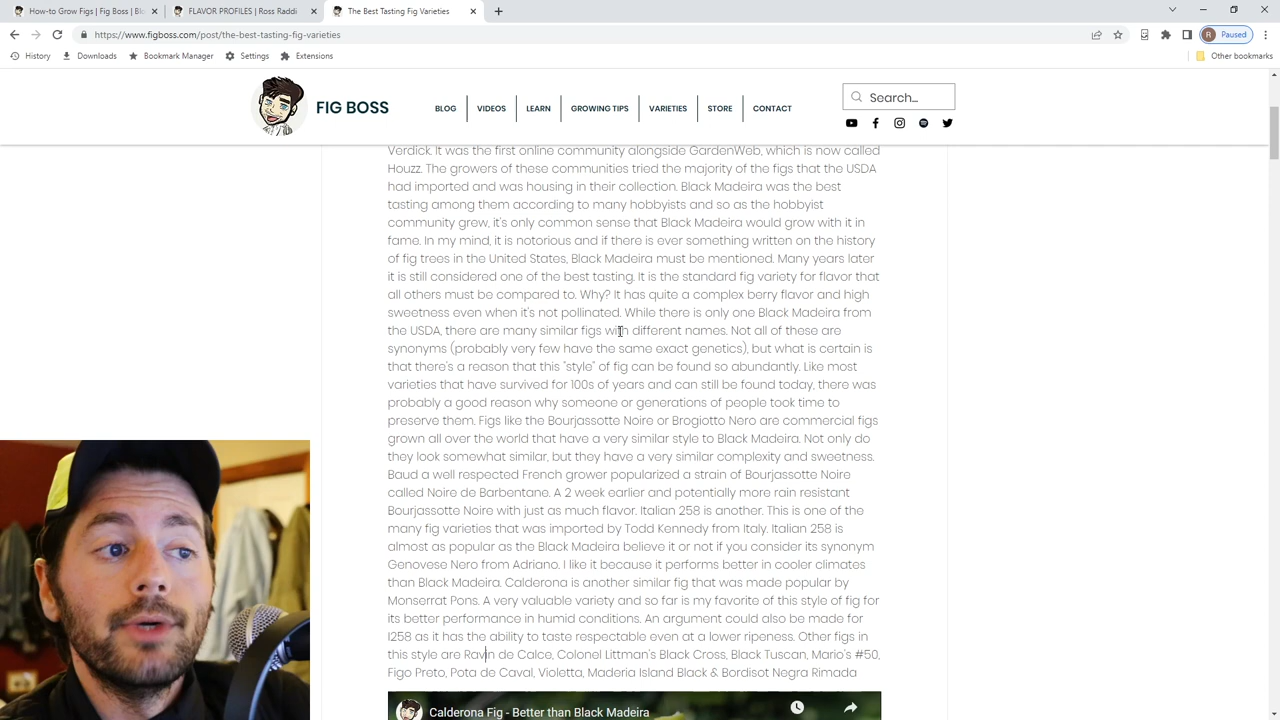 How-to Grow Figs | Fig Boss | Blo
FLAVOR PROFILES | Ross Raddi
The Best Tasting Fig Varieties
https://www.figboss.com/post/the-best-tasting-fig-varieties
R Paused
History Downloads Bookmark Manager Settings Extensions Other bookmarks
FIG BOSS
BLOG VIDEOS LEARN GROWING TIPS VARIETIES STORE CONTACT
Search...
Verdick. It was the first online community alongside GardenWeb, which is now called
Houzz. The growers of these communities tried the majority of the figs that the USDA
had imported and was housing in their collection. Black Madeira was the best
tasting among them according to many hobbyists and so as the hobbyist
community grew, it's only common sense that Black Madeira would grow with it in
fame. In my mind, it is notorious and if there is ever something written on the history
of fig trees in the United States, Black Madeira must be mentioned. Many years later
it is still considered one of the best tasting. It is the standard fig variety for flavor that
all others must be compared to. Why? It has quite a complex berry flavor and high
sweetness even when it's not pollinated. While there is only one Black Madeira from
the USDA, there are many similar figs with different names. Not all of these are
synonyms (probably very few have the same exact genetics), but what is certain is
that there's a reason that this "style" of fig can be found so abundantly. Like most
varieties that have survived for 100s of years and can still be found today, there was
probably a good reason why someone or generations of people took time to
preserve them. Figs like the Bourjassotte Noire or Brogiotto Nero are commercial figs
grown all over the world that have a very similar style to Black Madeira. Not only do
they look somewhat similar, but they have a very similar complexity and sweetness.
Baud a well respected French grower popularized a strain of Bourjassotte Noire
called Noire de Barbentane. A 2 week earlier and potentially more rain resistant
Bourjassotte Noire with just as much flavor. Italian 258 is another. This is one of the
many fig varieties that was imported by Todd Kennedy from Italy. Italian 258 is
almost as popular as the Black Madeira believe it or not if you consider its synonym
Genovese Nero from Adriano. I like it because it performs better in cooler climates
than Black Madeira. Calderona is another similar fig that was made popular by
Monserrat Pons. A very valuable variety and so far is my favorite of this style of fig for
its better performance in humid conditions. An argument could also be made for
I258 as it has the ability to taste respectable even at a lower ripeness. Other figs in
this style are Ravin de Calce, Colonel Littman's Black Cross, Black Tuscan, Mario's #50,
Figo Preto, Pota de Caval, Violetta, Maderia Island Black & Bordisot Negra Rimada
Calderona Fig - Better than Black Madeira